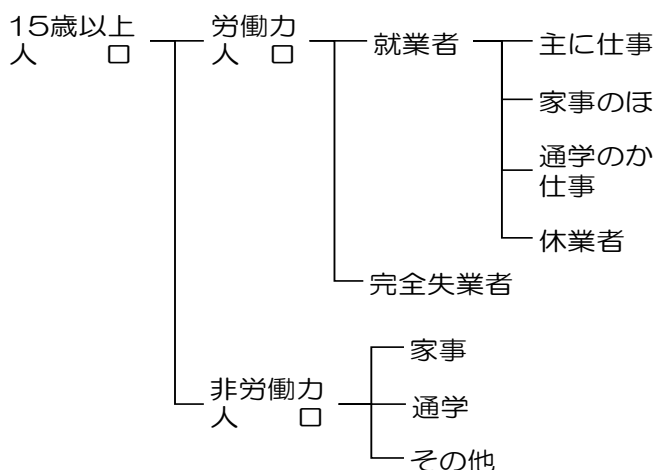 15歳以上
人　　口
労働力
人　口
就業者
主に仕事
家事のほ
通学のか
仕事
休業者
完全失業者
非労働力
人　　口
家事
通学
その他